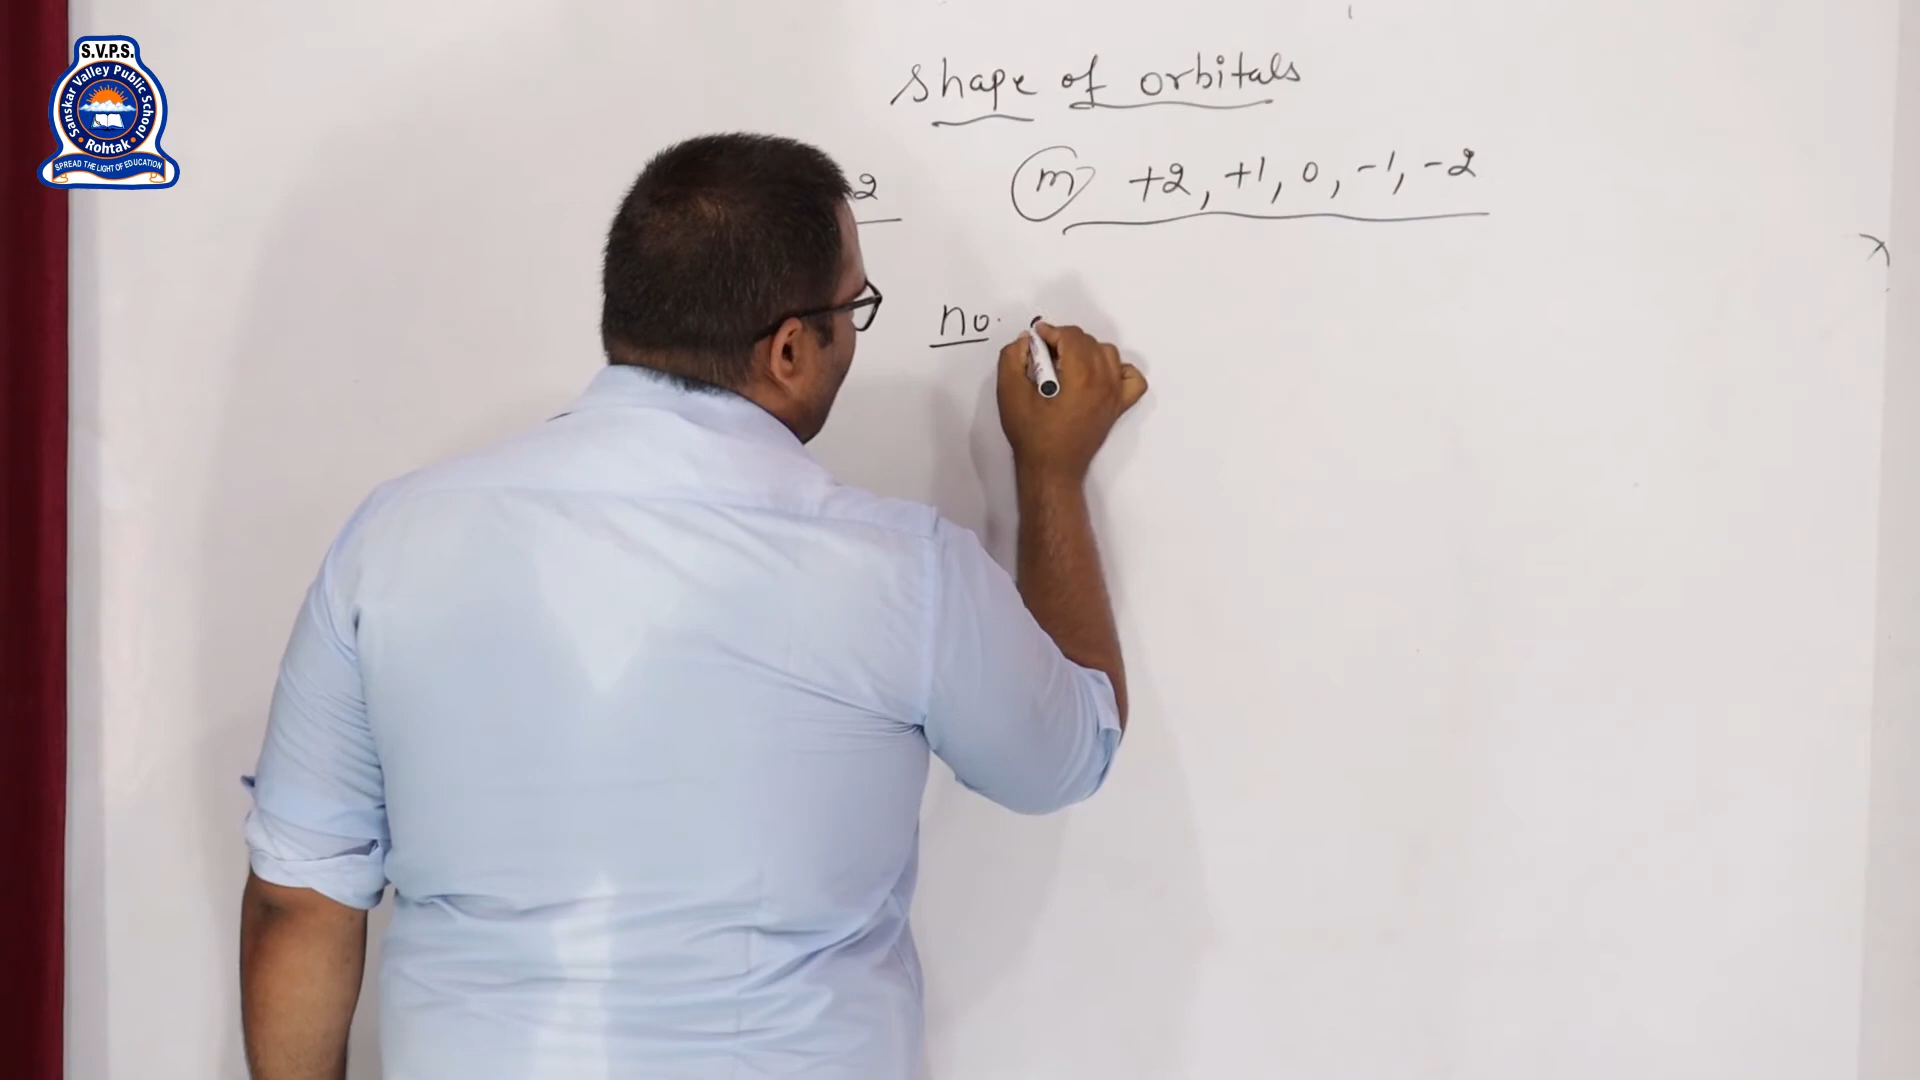 S.V.P.S.
Sanskar Valley Public School
Rohtak
SPREAD THE LIGHT OF EDUCATION
Shape of orbitals
2
m +2, +1, 0, -1, -2
no.